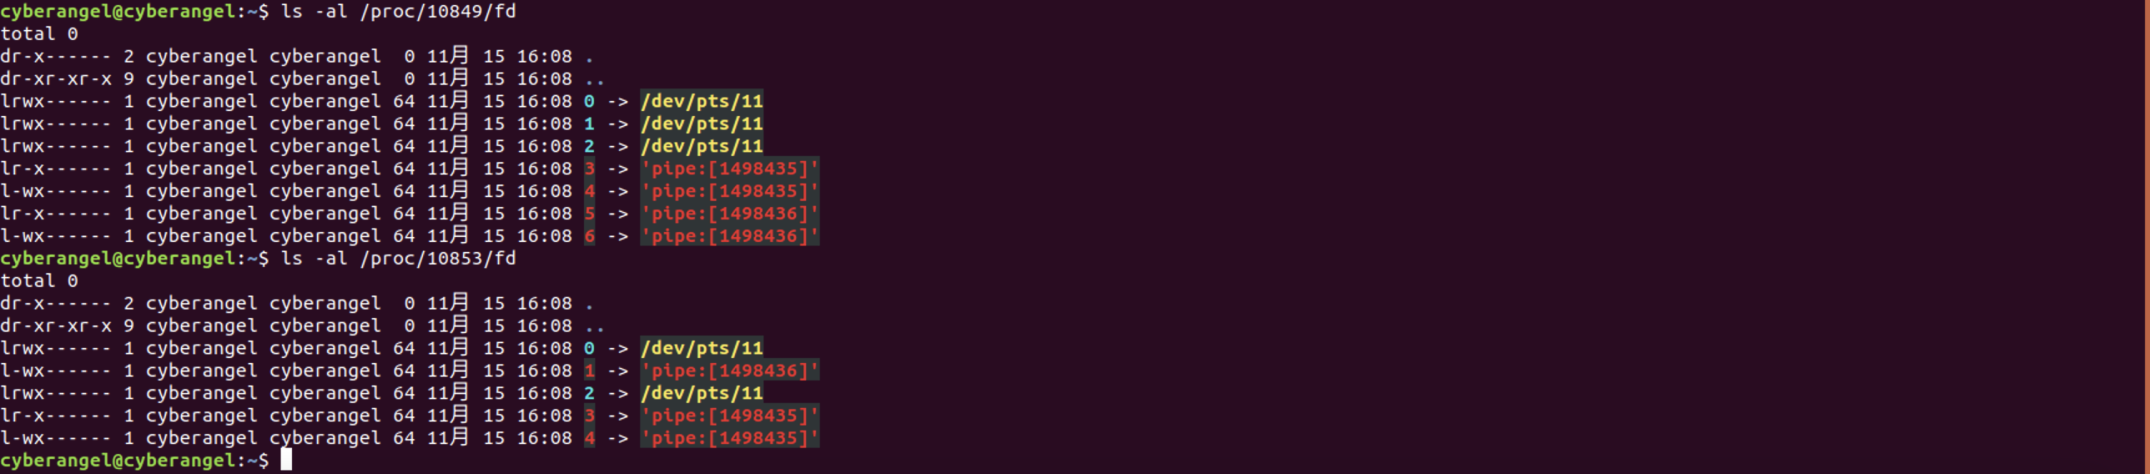 cyberangel@cyberangel:~$ ls -al /proc/10849/fd
total 0
dr-x------ 2 cyberangel cyberangel  0 11月 15 16:08 .
dr-xr-xr-x 9 cyberangel cyberangel  0 11月 15 16:08 ..
lrwx------ 1 cyberangel cyberangel 64 11月 15 16:08 0 -> /dev/pts/11
lrwx------ 1 cyberangel cyberangel 64 11月 15 16:08 1 -> /dev/pts/11
lrwx------ 1 cyberangel cyberangel 64 11月 15 16:08 2 -> /dev/pts/11
lr-x------ 1 cyberangel cyberangel 64 11月 15 16:08 3 -> 'pipe:[1498435]'
l-wx------ 1 cyberangel cyberangel 64 11月 15 16:08 4 -> 'pipe:[1498435]'
lr-x------ 1 cyberangel cyberangel 64 11月 15 16:08 5 -> 'pipe:[1498436]'
l-wx------ 1 cyberangel cyberangel 64 11月 15 16:08 6 -> 'pipe:[1498436]'
cyberangel@cyberangel:~$ ls -al /proc/10853/fd
total 0
dr-x------ 2 cyberangel cyberangel  0 11月 15 16:08 .
dr-xr-xr-x 9 cyberangel cyberangel  0 11月 15 16:08 ..
lrwx------ 1 cyberangel cyberangel 64 11月 15 16:08 0 -> /dev/pts/11
l-wx------ 1 cyberangel cyberangel 64 11月 15 16:08 1 -> 'pipe:[1498436]'
lrwx------ 1 cyberangel cyberangel 64 11月 15 16:08 2 -> /dev/pts/11
lr-x------ 1 cyberangel cyberangel 64 11月 15 16:08 3 -> 'pipe:[1498435]'
l-wx------ 1 cyberangel cyberangel 64 11月 15 16:08 4 -> 'pipe:[1498435]'
cyberangel@cyberangel:~$